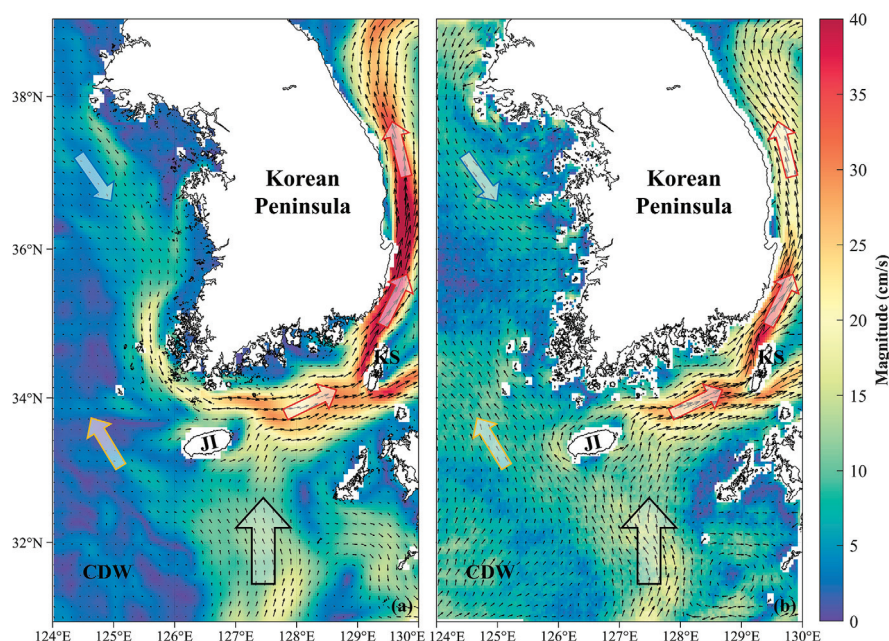 38°N
36°N
34°N
32°N
Korean
Peninsula
KS
JI
CDW
(a)
124°E 125°E 126°E 127°E 128°E 129°E 130°E
Korean
Peninsula
KS
JI
CDW
(b)
124°E 125°E 126°E 127°E 128°E 129°E 130°E
40
35
30
25
20
15
10
5
0
Magnitude (cm/s)